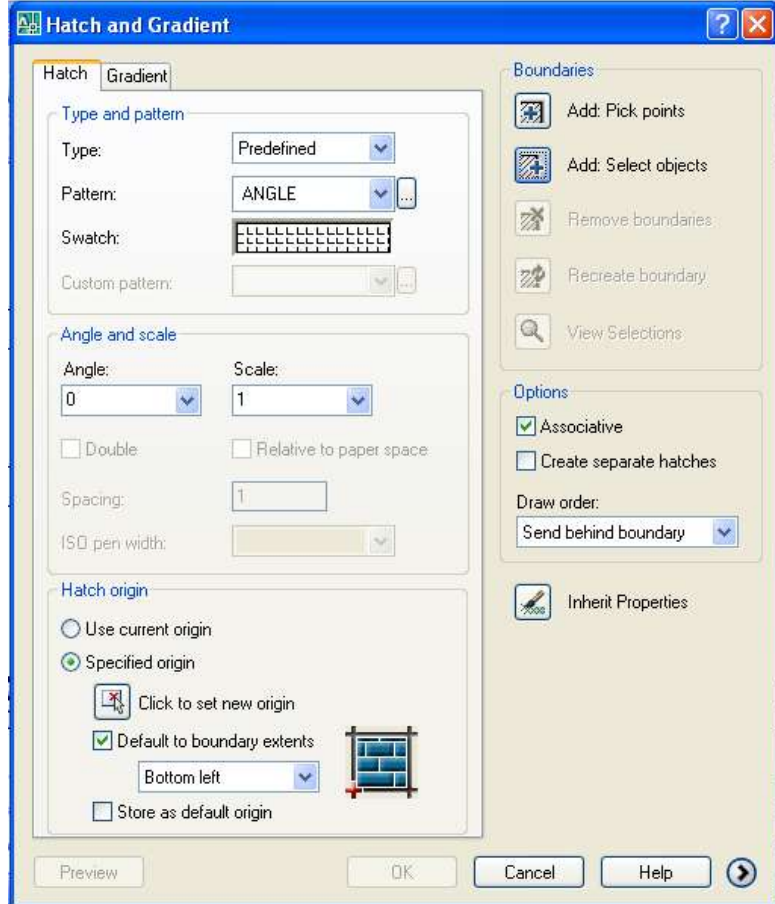 Hatch and Gradient
Hatch Gradient
Type and pattern
Type: Predefined
Pattern: ANGLE ...
Swatch:
Custom pattern: ...
Angle and scale
Angle: Scale:
0 1
Double Relative to paper space
Spacing: 1
ISO pen width:
Hatch origin
Use current origin
Specified origin
Click to set new origin
Default to boundary extents
Bottom left
Store as default origin
Boundaries
Add: Pick points
Add: Select objects
Remove boundaries
Recreate boundary
View Selections
Options
Associative
Create separate hatches
Draw order:
Send behind boundary
Inherit Properties
Preview OK Cancel Help